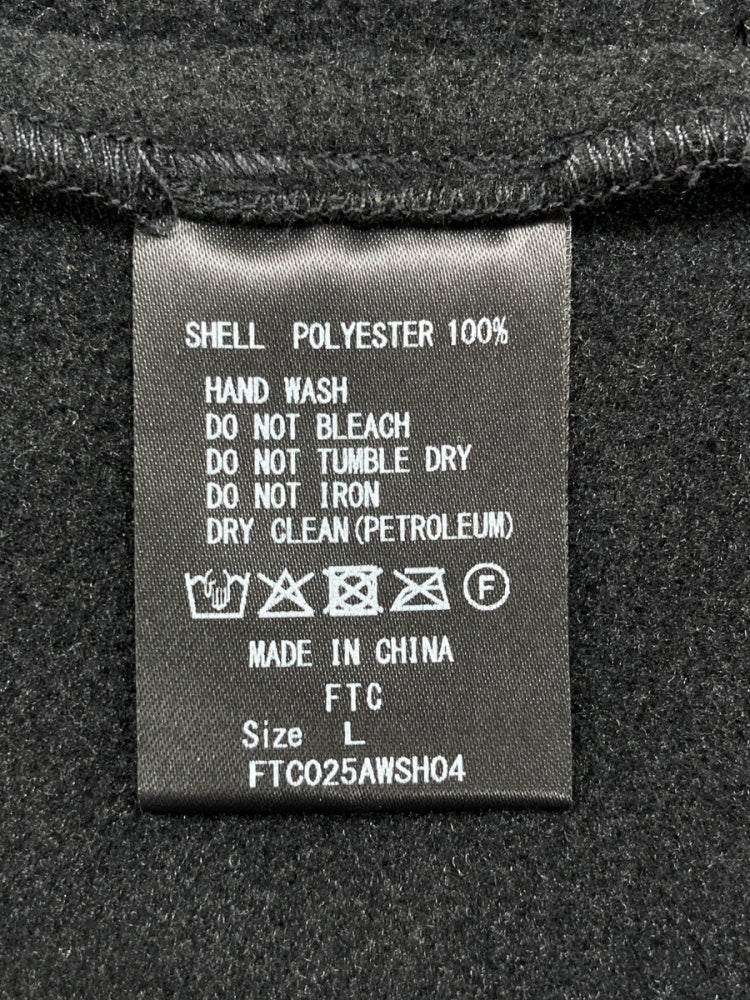 SHELL POLYESTER 100%
HAND WASH
DO NOT BLEACH
DO NOT TUMBLE DRY
DO NOT IRON
DRY CLEAN(PETROLEUM)
F
MADE IN CHINA
FTC
Size L
FTC025AWSH04